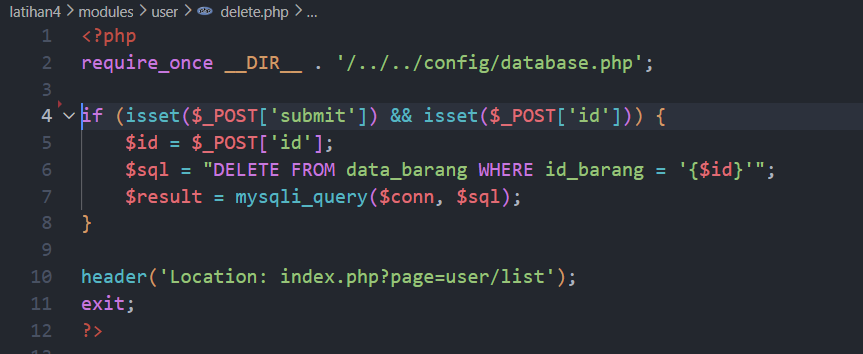 latihan4 > modules > user > delete.php > ...
1 <?php
2 require_once __DIR__ . '/../../config/database.php';
3
4 if (isset($_POST['submit']) && isset($_POST['id'])) {
5 $id = $_POST['id'];
6 $sql = "DELETE FROM data_barang WHERE id_barang = '{$id}'";
7 $result = mysqli_query($conn, $sql);
8 }
9
10 header('Location: index.php?page=user/list');
11 exit;
12 ?>